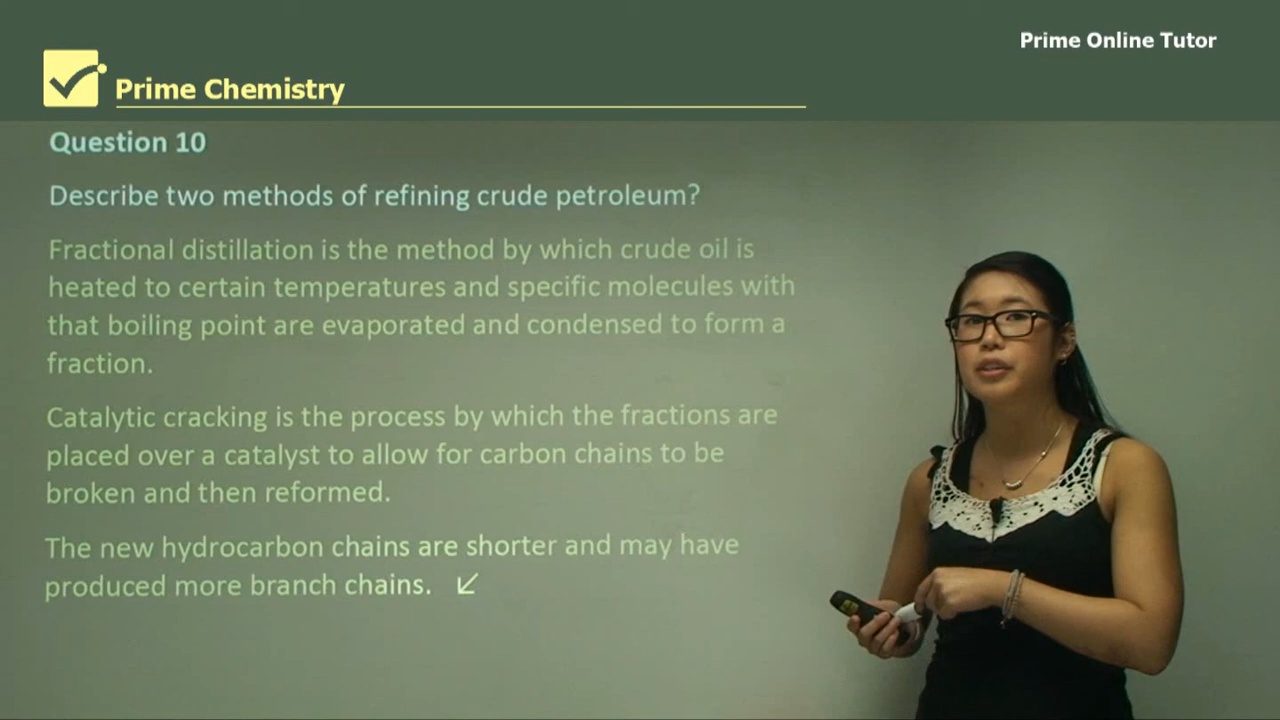 Prime Online Tutor
Prime Chemistry
Question 10
Describe two methods of refining crude petroleum?
Fractional distillation is the method by which crude oil is
heated to certain temperatures and specific molecules with
that boiling point are evaporated and condensed to form a
fraction.
Catalytic cracking is the process by which the fractions are
placed over a catalyst to allow for carbon chains to be
broken and then reformed.
The new hydrocarbon chains are shorter and may have
produced more branch chains.